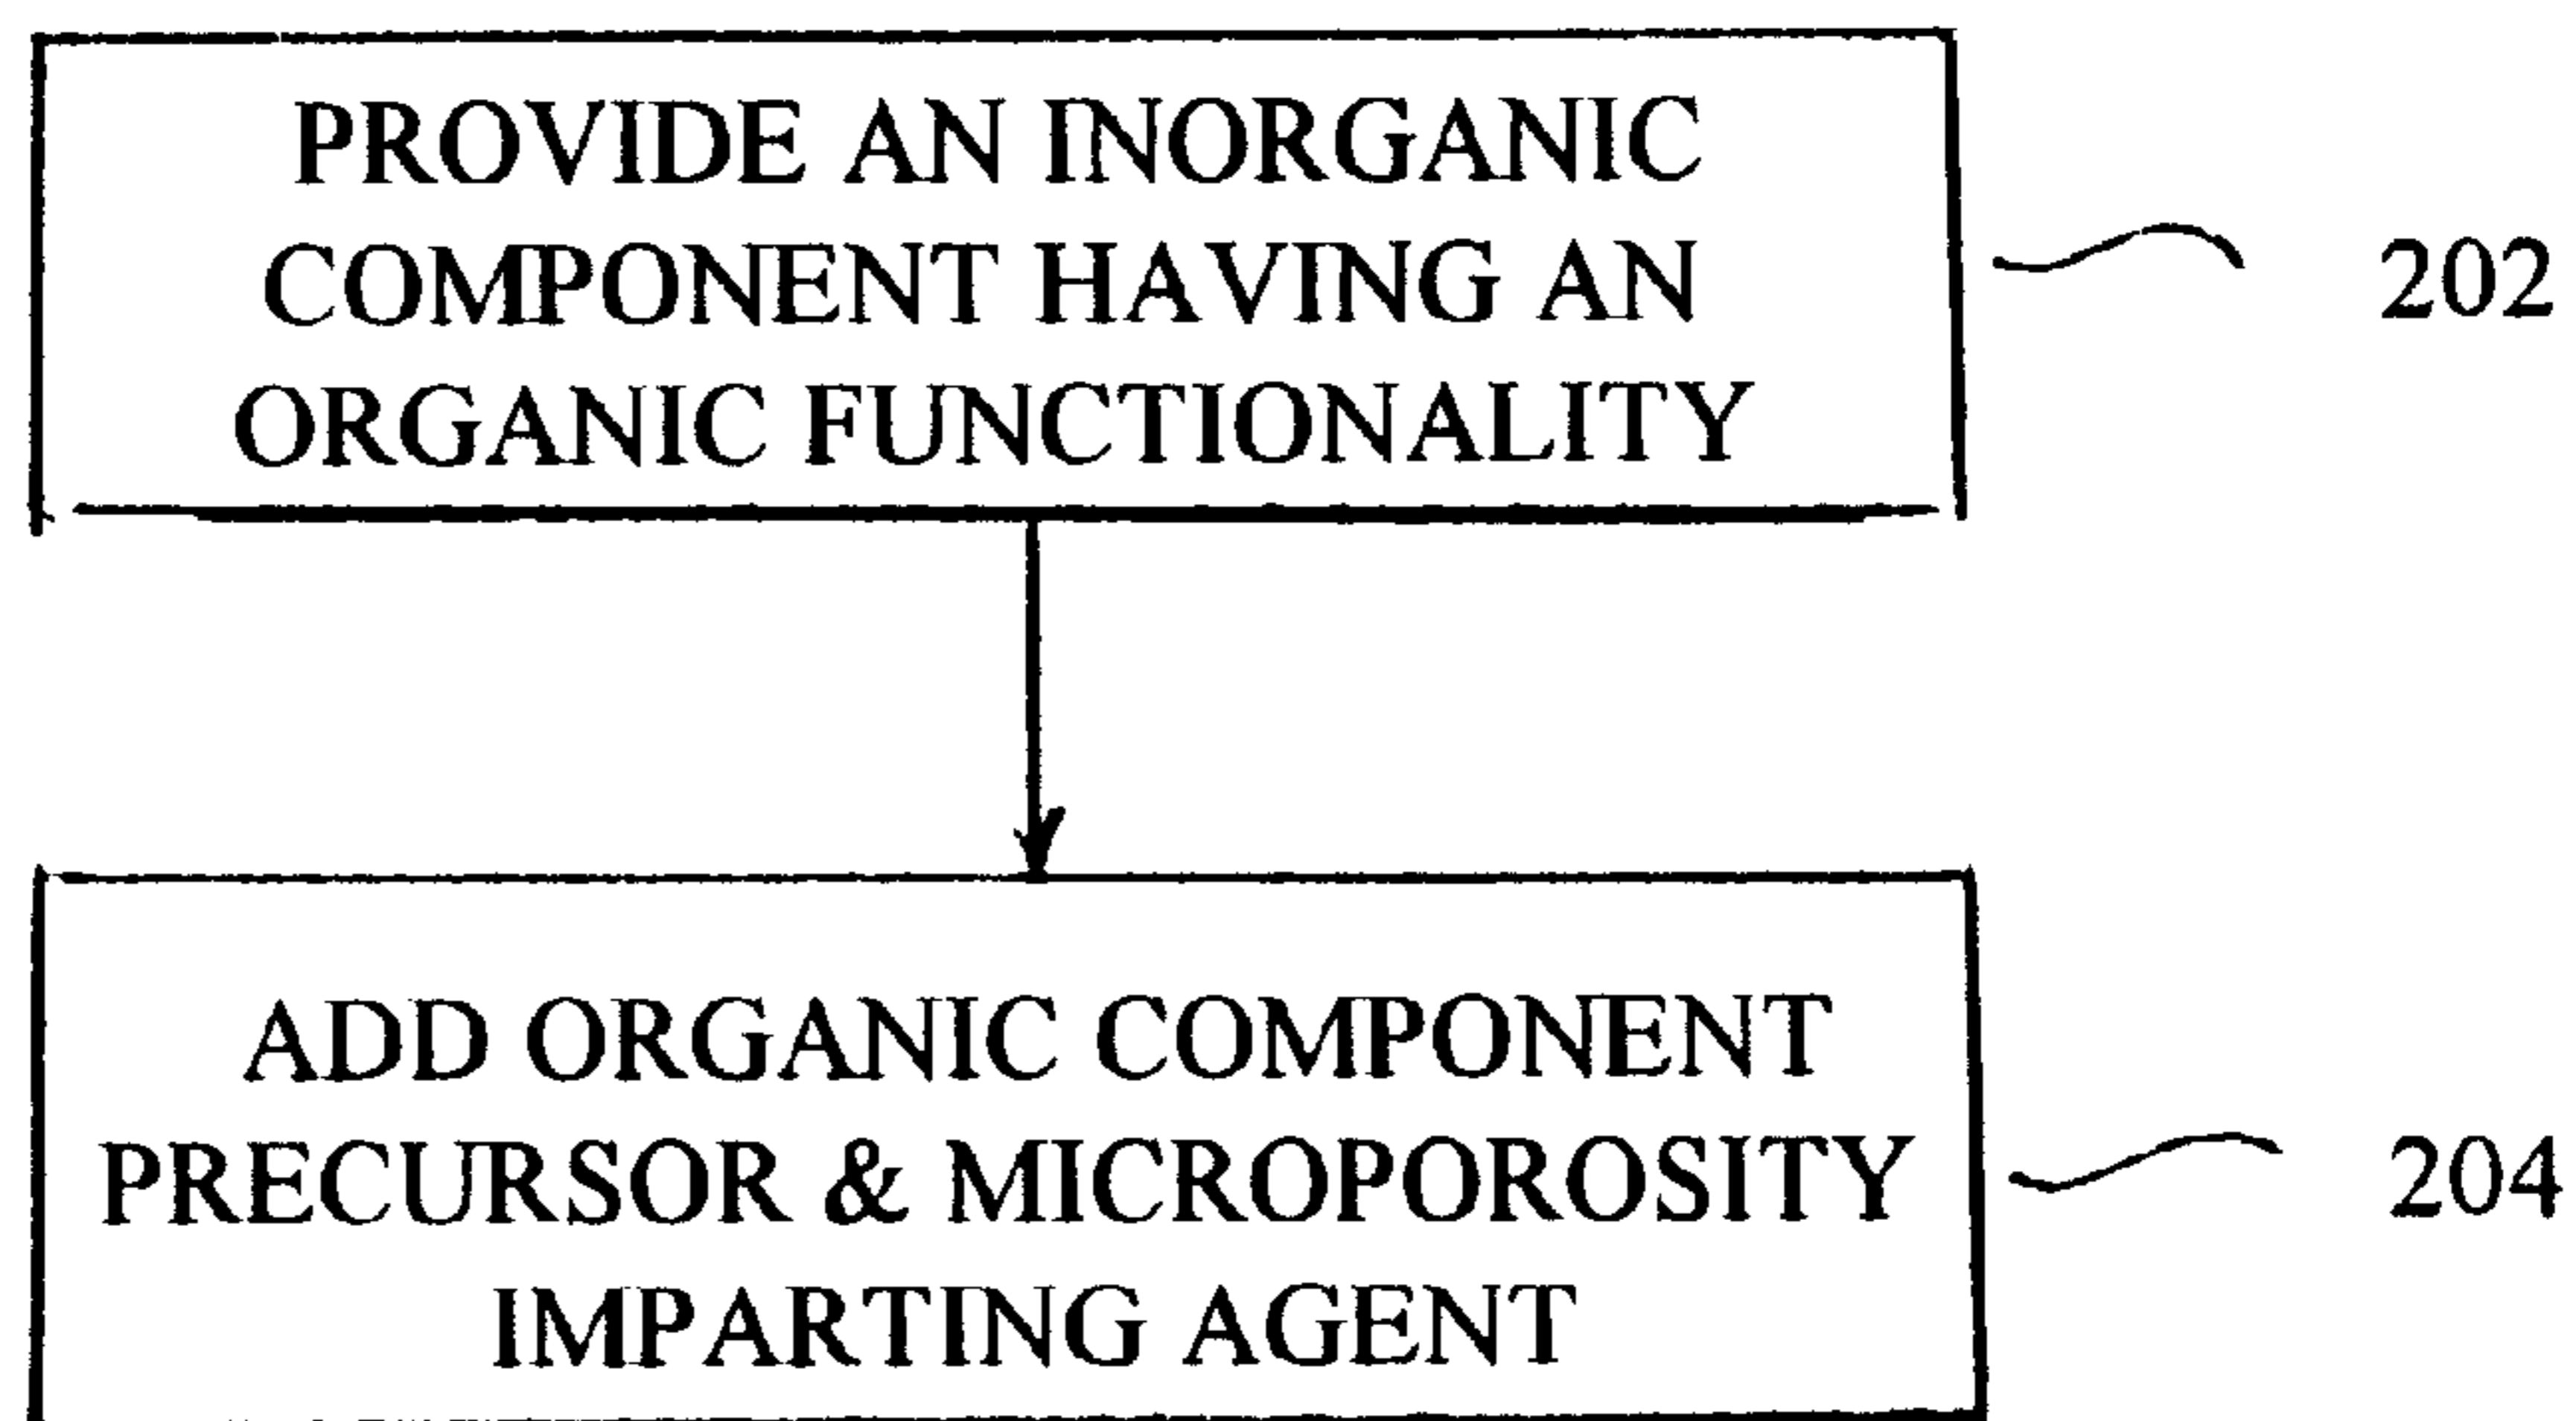 PROVIDE AN INORGANIC
COMPONENT HAVING AN
ORGANIC FUNCTIONALITY
202
ADD ORGANIC COMPONENT
PRECURSOR & MICROPOROSITY
IMPARTING AGENT
204